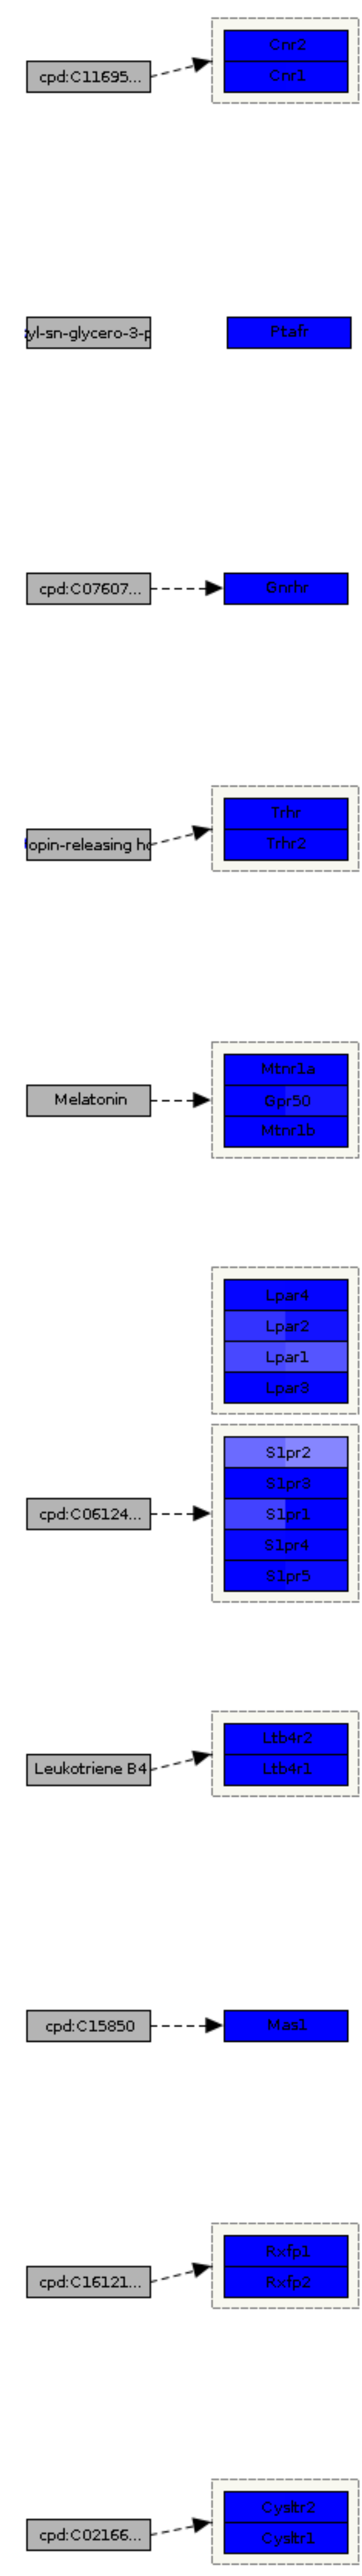 Cnr2
cpd:C11695...
Cnr1
yl-sn-glycero-3-p
Ptafr
cpd:C07607...
Gnrhr
Trhr
opin-releasing ho
Trhr2
Mtnr1a
Melatonin
Gpr50
Mtnr1b
Lpar4
Lpar2
Lpar1
Lpar3
S1pr2
S1pr3
cpd:C06124...
S1pr1
S1pr4
S1pr5
Ltb4r2
Leukotriene B4
Ltb4r1
cpd:C15850
Mas1
Rxfp1
cpd:C16121...
Rxfp2
Cysltr2
cpd:C02166...
Cysltr1